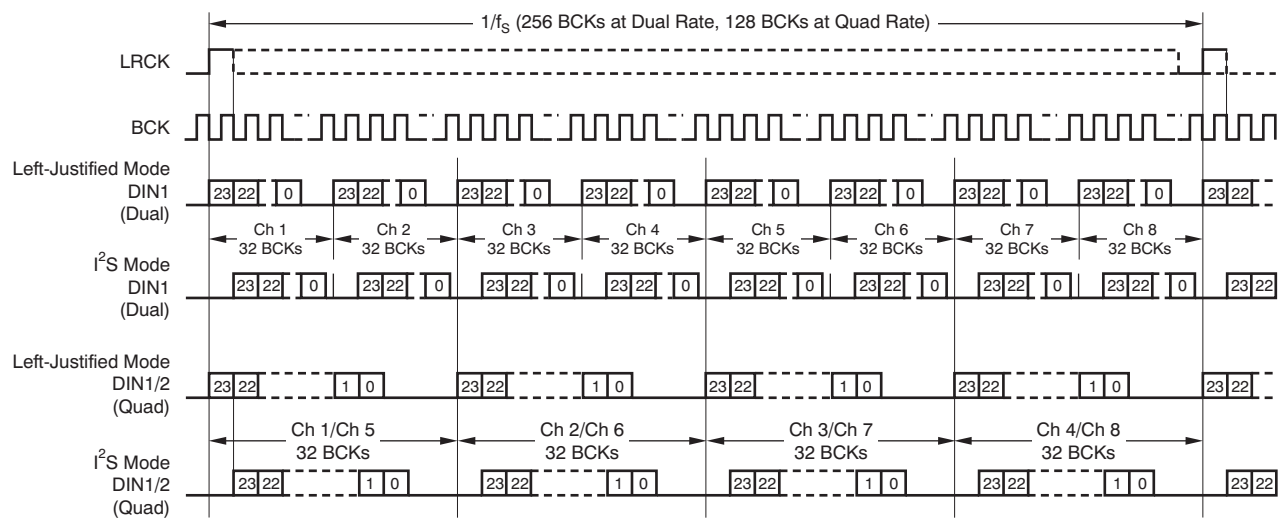 1/fS (256 BCKs at Dual Rate, 128 BCKs at Quad Rate)
LRCK
BCK
Left-Justified Mode
DIN1
(Dual)
23 22 0 23 22 0 23 22 0 23 22 0 23 22 0 23 22 0 23 22 0 23 22 0 23 22
Ch 1 Ch 2 Ch 3 Ch 4 Ch 5 Ch 6 Ch 7 Ch 8
32 BCKs 32 BCKs 32 BCKs 32 BCKs 32 BCKs 32 BCKs 32 BCKs 32 BCKs
I²S Mode
DIN1
(Dual)
23 22 0 23 22 0 23 22 0 23 22 0 23 22 0 23 22 0 23 22 0 23 22 0 23 22
Left-Justified Mode
DIN1/2
(Quad)
23 22 1 0 23 22 1 0 23 22 1 0 23 22 1 0 23 22
Ch 1/Ch 5 Ch 2/Ch 6 Ch 3/Ch 7 Ch 4/Ch 8
32 BCKs 32 BCKs 32 BCKs 32 BCKs
I²S Mode
DIN1/2
(Quad)
23 22 1 0 23 22 1 0 23 22 1 0 23 22 1 0 23 22